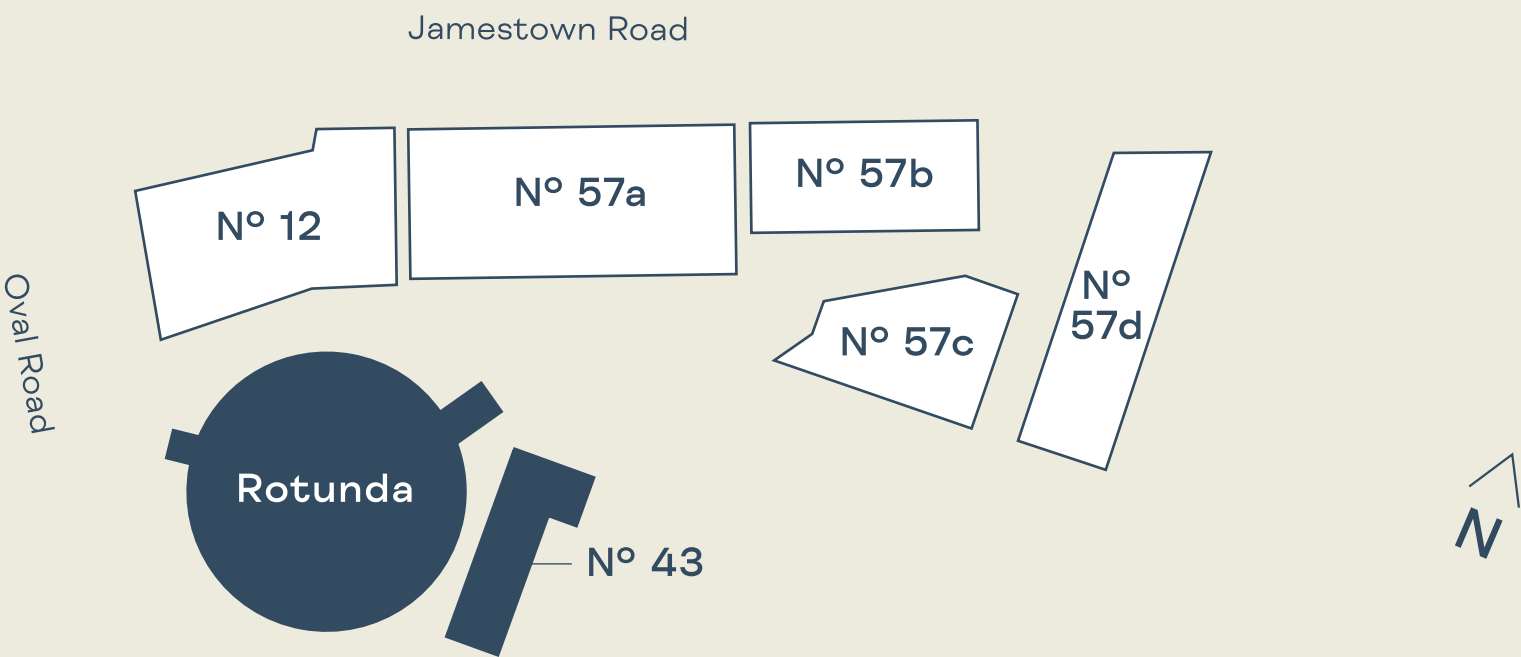 Jamestown Road
Nº 12
Nº 57a
Nº 57b
Nº
57d
Nº 57c
Oval Road
Rotunda
Nº 43
N